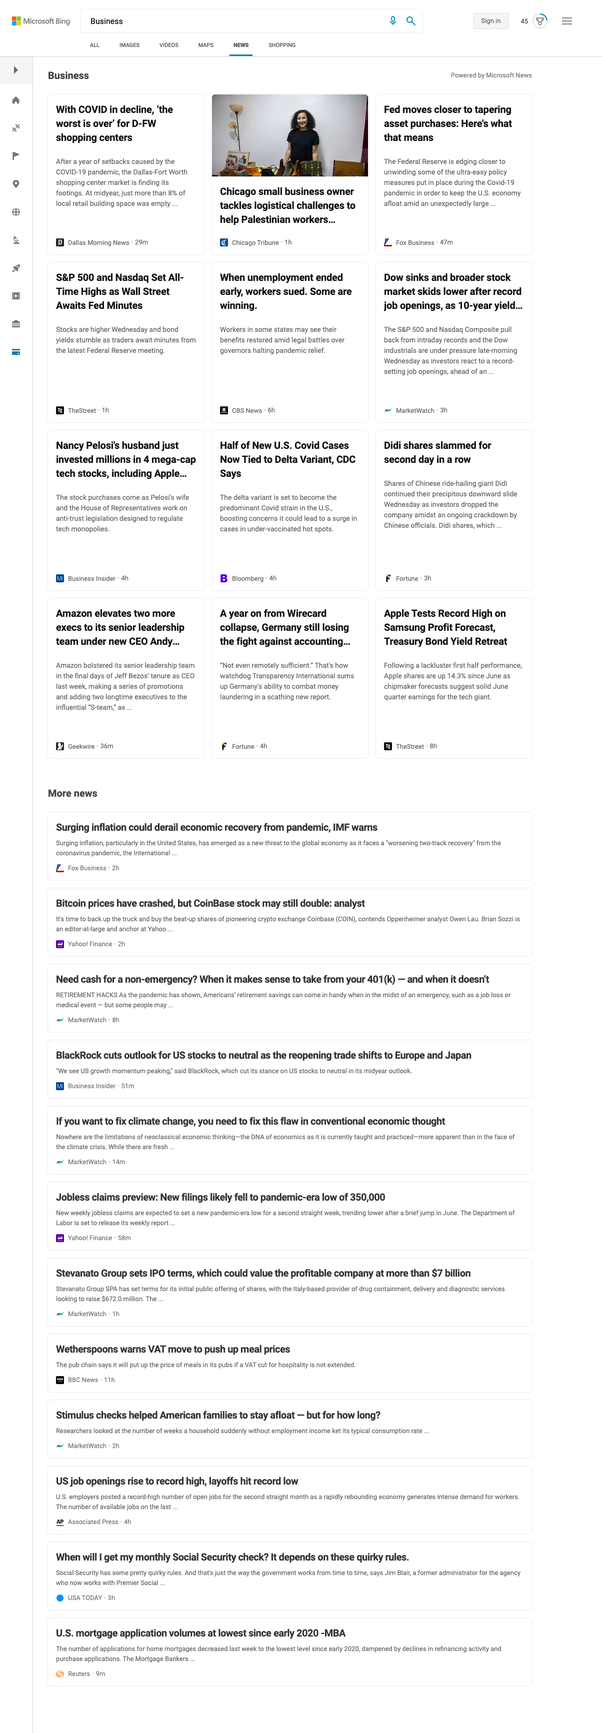 Microsoft Bing
Business
Sign in
45
ALL
IMAGES
VIDEOS
MAPS
NEWS
SHOPPING
Business
Powered by Microsoft News
With COVID in decline, 'the
worst is over' for D-FW
shopping centers
After a year of setbacks caused by the
COVID-19 pandemic, the Dallas-Fort Worth
shopping center market is finding its
footings. At midyear, just more than 8% of
local retail building space was empty ...
Dallas Morning News · 29m
Chicago small business owner
tackles logistical challenges to
help Palestinian workers…
Chicago Tribune · 1h
Fed moves closer to tapering
asset purchases: Here's what
that means
The Federal Reserve is edging closer to
unwinding some of the ultra-easy policy
measures put in place during the Covid-19
pandemic in order to keep the U.S. economy
afloat amid an unexpectedly large ...
Fox Business · 47m
S&P 500 and Nasdaq Set All-
Time Highs as Wall Street
Awaits Fed Minutes
Stocks are higher Wednesday and bond
yields stumble as traders await minutes from
the latest Federal Reserve meeting.
TheStreet · 1h
When unemployment ended
early, workers sued. Some are
winning.
Workers in some states may see their
benefits restored amid legal battles over
governors halting pandemic relief.
CBS News · 6h
Dow sinks and broader stock
market skids lower after record
job openings, as 10-year yield…
The S&P 500 and Nasdaq Composite pull
back from intraday records and the Dow
industrials are under pressure late-morning
Wednesday as investors react to a record-
setting job openings, ahead of an ...
MarketWatch · 3h
Nancy Pelosi's husband just
invested millions in 4 mega-cap
tech stocks, including Apple…
The stock purchases come as Pelosi's wife
and the House of Representatives work on
anti-trust legislation designed to regulate
tech monopolies.
Business Insider · 4h
Half of New U.S. Covid Cases
Now Tied to Delta Variant, CDC
Says
The delta variant is set to become the
predominant Covid strain in the U.S.,
boosting concerns it could lead to a surge in
cases in under-vaccinated hot spots.
Bloomberg · 4h
Didi shares slammed for
second day in a row
Shares of Chinese ride-hailing giant Didi
continued their precipitous downward slide
Wednesday as investors dropped the
company amidst an ongoing crackdown by
Chinese officials. Didi shares, which ...
Fortune · 3h
Amazon elevates two more
execs to its senior leadership
team under new CEO Andy…
Amazon bolstered its senior leadership team
in the final days of Jeff Bezos' tenure as CEO
last week, making a series of promotions
and adding two longtime executives to the
influential "S-team," as ...
Geekwire · 36m
A year on from Wirecard
collapse, Germany still losing
the fight against accounting…
"Not even remotely sufficient." That's how
watchdog Transparency International sums
up Germany's ability to combat money
laundering in a scathing new report.
Fortune · 4h
Apple Tests Record High on
Samsung Profit Forecast,
Treasury Bond Yield Retreat
Following a lackluster first half performance,
Apple shares are up 14.3% since June as
chipmaker forecasts suggest solid June
quarter earnings for the tech giant.
TheStreet · 8h
More news
Surging inflation could derail economic recovery from pandemic, IMF warns
Surging inflation, particularly in the United States, has emerged as a new threat to the global economy as it faces a "worsening two-track recovery" from the
coronavirus pandemic, the International ...
Fox Business · 2h
Bitcoin prices have crashed, but CoinBase stock may still double: analyst
It's time to back up the truck and buy the beat-up shares of pioneering crypto exchange Coinbase (COIN), contends Oppenheimer analyst Owen Lau. Brian Sozzi is
an editor-at-large and anchor at Yahoo ...
Yahoo! Finance · 2h
Need cash for a non-emergency? When it makes sense to take from your 401(k) — and when it doesn't
RETIREMENT HACKS As the pandemic has shown, Americans' retirement savings can come in handy when in the midst of an emergency, such as a job loss or
medical event — but some people may ...
MarketWatch · 8h
BlackRock cuts outlook for US stocks to neutral as the reopening trade shifts to Europe and Japan
"We see US growth momentum peaking," said BlackRock, which cut its stance on US stocks to neutral in its midyear outlook.
Business Insider · 51m
If you want to fix climate change, you need to fix this flaw in conventional economic thought
Nowhere are the limitations of neoclassical economic thinking—the DNA of economics as it is currently taught and practiced—more apparent than in the face of
the climate crisis. While there are fresh ...
MarketWatch · 14m
Jobless claims preview: New filings likely fell to pandemic-era low of 350,000
New weekly jobless claims are expected to set a new pandemic-era low for a second straight week, trending lower after a brief jump in June. The Department of
Labor is set to release its weekly report ...
Yahoo! Finance · 58m
Stevanato Group sets IPO terms, which could value the profitable company at more than $7 billion
Stevanato Group SPA has set terms for its initial public offering of shares, with the Italy-based provider of drug containment, delivery and diagnostic services
looking to raise $672.0 million. The ...
MarketWatch · 1h
Wetherspoons warns VAT move to push up meal prices
The pub chain says it will put up the price of meals in its pubs if a VAT cut for hospitality is not extended.
BBC News · 11h
Stimulus checks helped American families to stay afloat — but for how long?
Researchers looked at the number of weeks a household suddenly without employment income ket its typical consumption rate ...
MarketWatch · 2h
US job openings rise to record high, layoffs hit record low
U.S. employers posted a record-high number of open jobs for the second straight month as a rapidly rebounding economy generates intense demand for workers.
The number of available jobs on the last ...
AP Associated Press · 4h
When will I get my monthly Social Security check? It depends on these quirky rules.
Social Security has some pretty quirky rules. And that's just the way the government works from time to time, says Jim Blair, a former administrator for the agency
who now works with Premier Social ...
USA TODAY · 3h
U.S. mortgage application volumes at lowest since early 2020 -MBA
The number of applications for home mortgages decreased last week to the lowest level since early 2020, dampened by declines in refinancing activity and
purchase applications. The Mortgage Bankers ...
Reuters · 9m